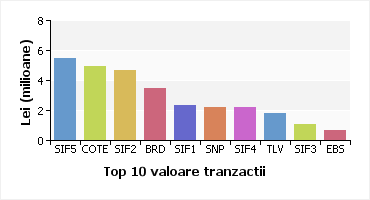 Lei (milioane)
8
6
4
2
0
SIF5 COTE SIF2 BRD SIF1 SNP SIF4 TLV SIF3 EBS
Top 10 valoare tranzactii